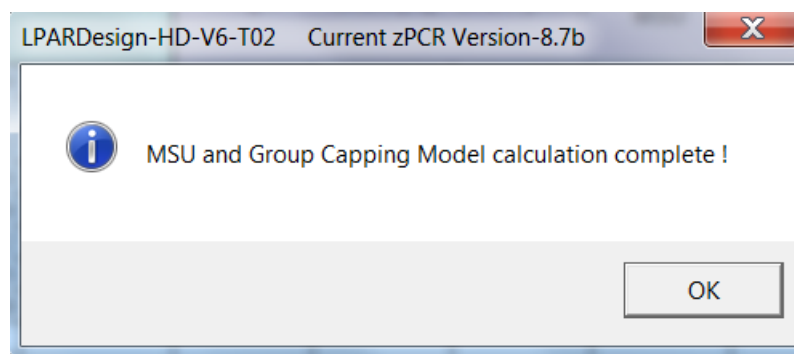 LPARDesign-HD-V6-T02 Current zPCR Version-8.7b
MSU and Group Capping Model calculation complete !
OK